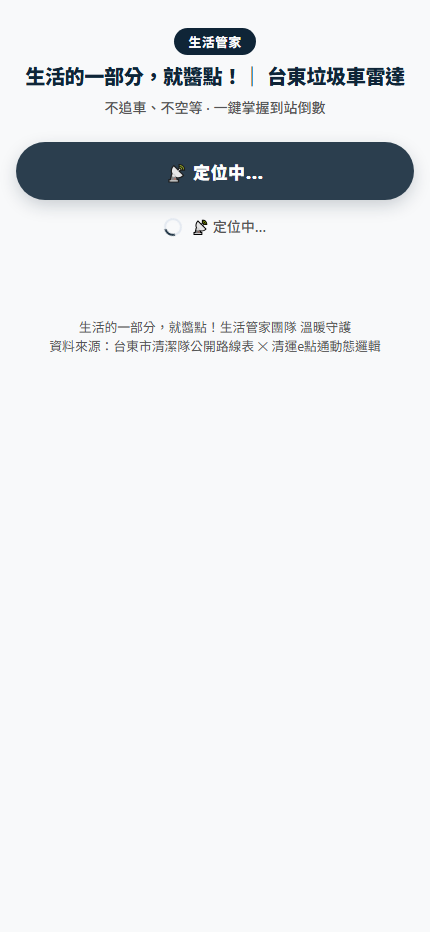 生活管家
生活的一部分，就醬點！｜ 台東垃圾車雷達
不追車、不空等 · 一鍵掌握到站倒數
📡 定位中...
📡 定位中...
生活的一部分，就醬點！生活管家團隊 溫暖守護
資料來源：台東市清潔隊公開路線表 × 清運e點通動態邏輯